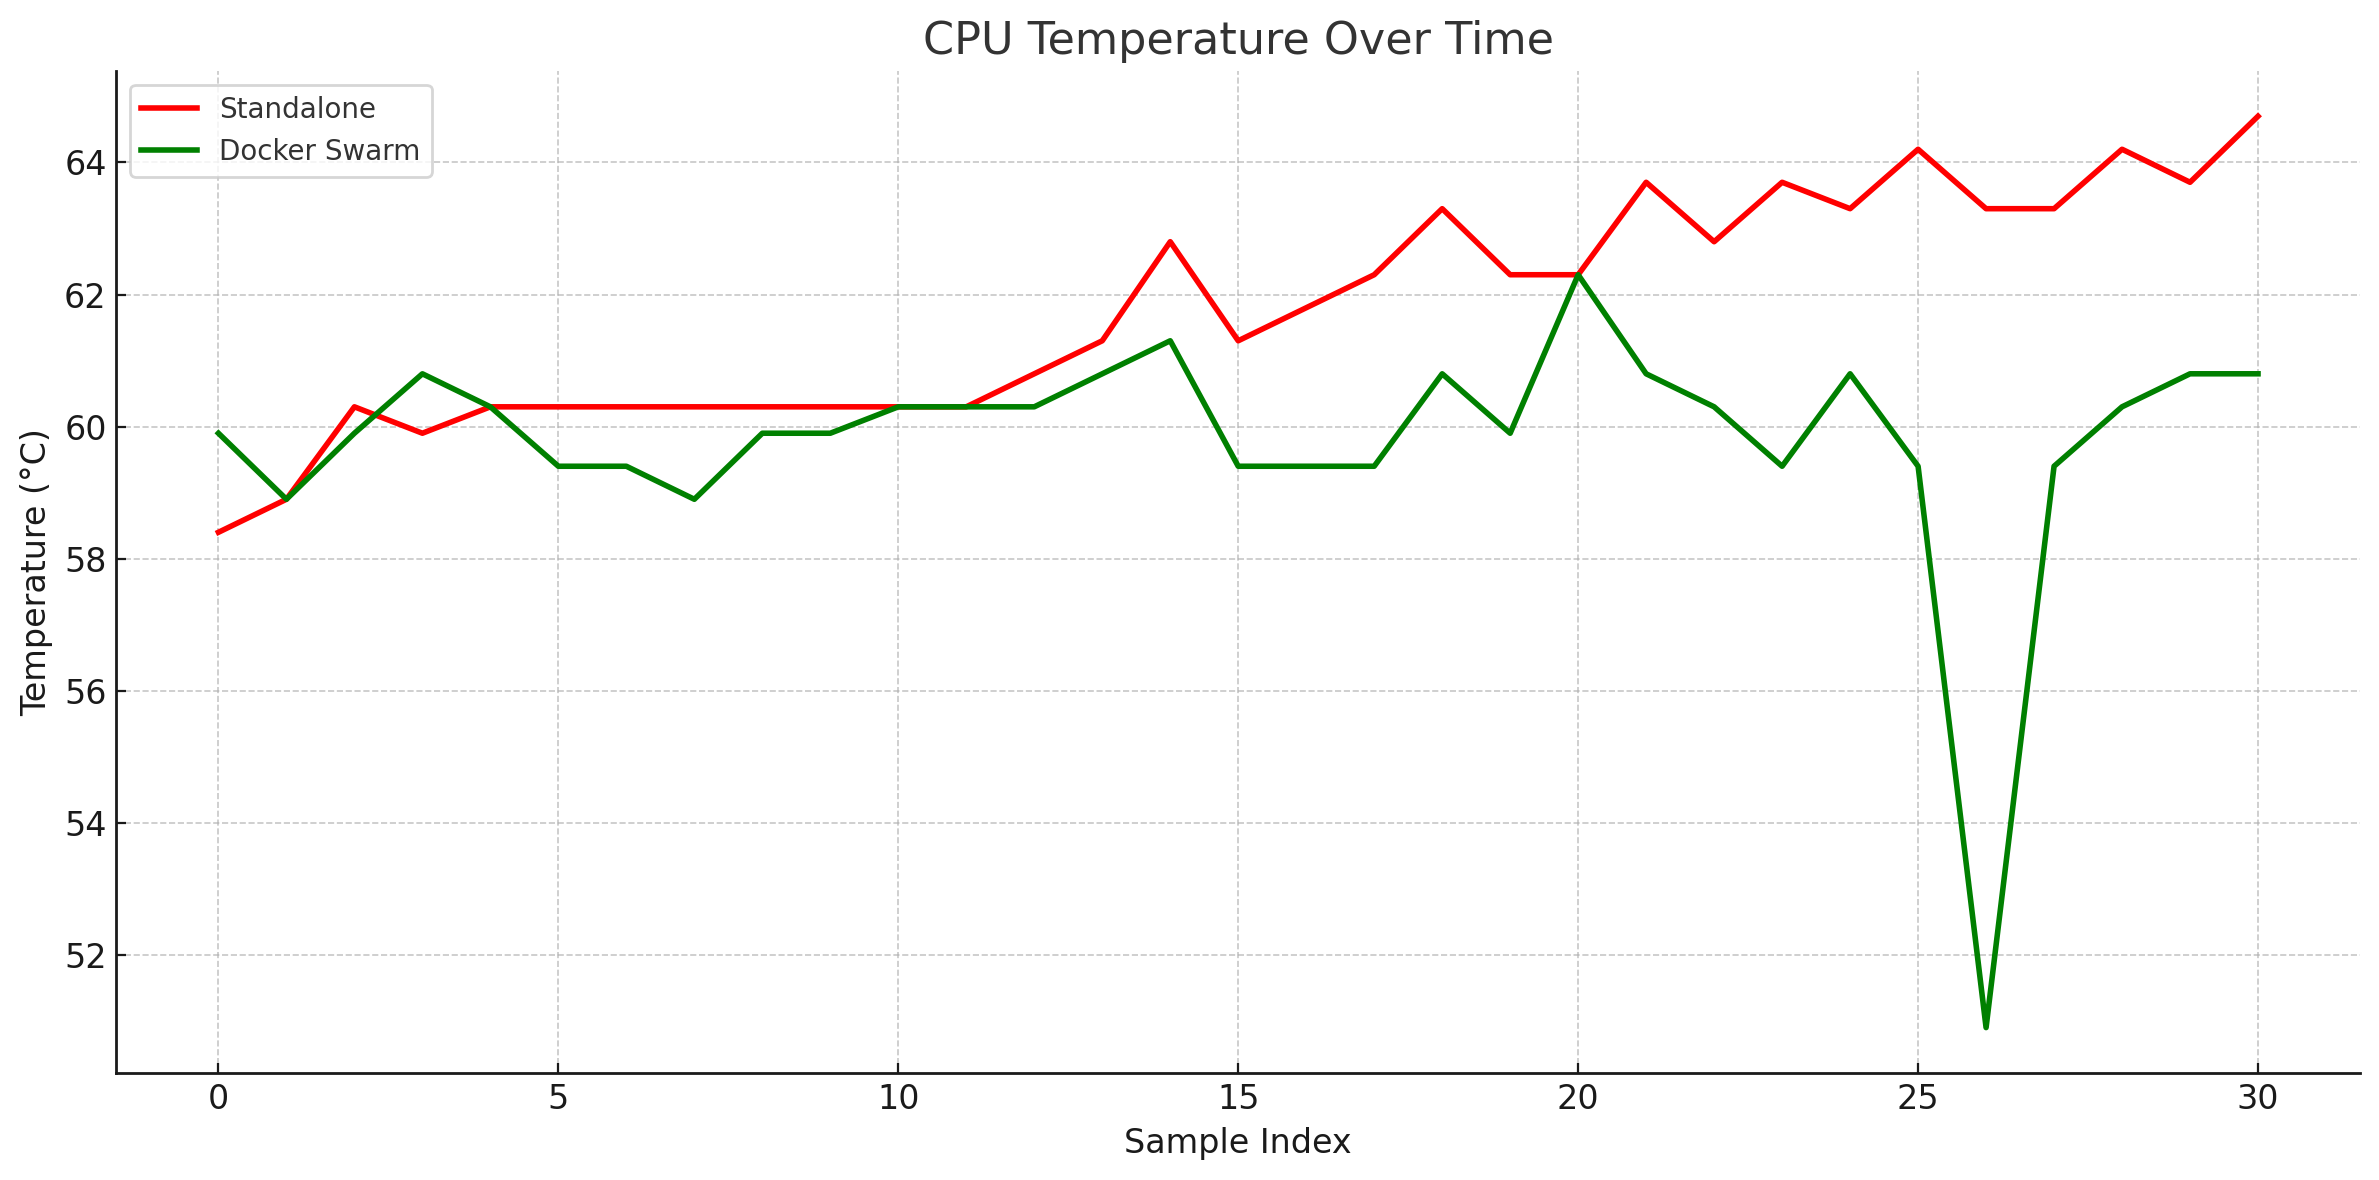 CPU Temperature Over Time
Standalone
Docker Swarm
Temperature (°C)
64
62
60
58
56
54
52
0 5 10 15 20 25 30
Sample Index